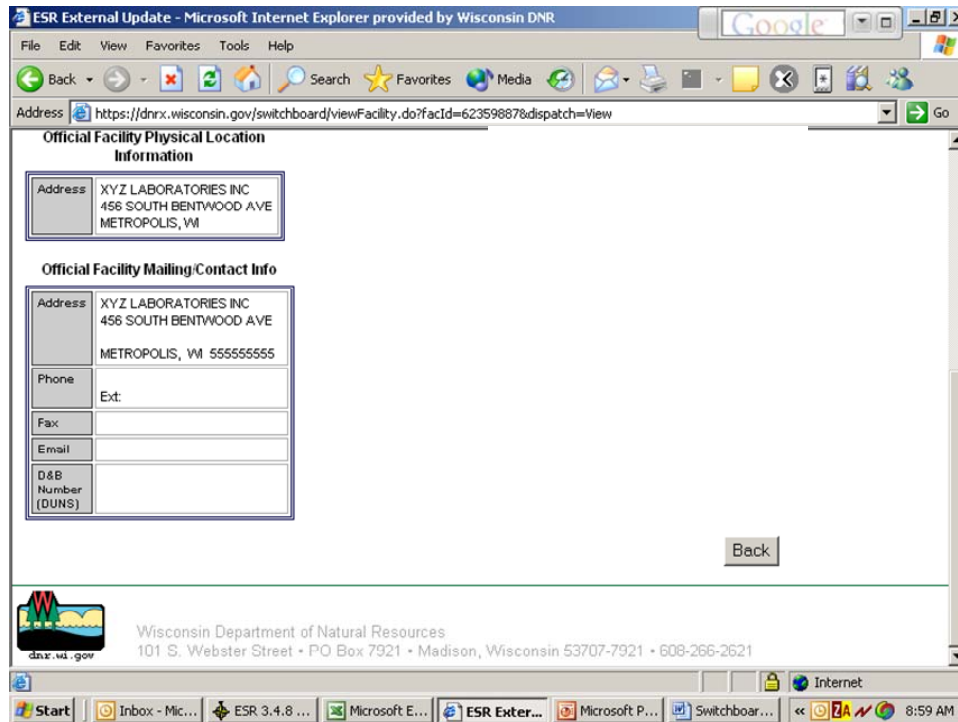 ESR External Update - Microsoft Internet Explorer provided by Wisconsin DNR
Google
File Edit View Favorites Tools Help
Back Search Favorites Media
Address https://dnrx.wisconsin.gov/switchboard/viewFacility.do?facId=62359887&dispatch=View Go
Official Facility Physical Location
Information
Address XYZ LABORATORIES INC
456 SOUTH BENTWOOD AVE
METROPOLIS, WI
Official Facility Mailing/Contact Info
Address XYZ LABORATORIES INC
456 SOUTH BENTWOOD AVE
METROPOLIS, WI 555555555
Phone
Ext:
Fax
Email
D&B
Number
(DUNS)
Back
Wisconsin Department of Natural Resources
dnr.wi.gov 101 S. Webster Street • PO Box 7921 • Madison, Wisconsin 53707-7921 • 608-266-2621
Internet
Start Inbox - Mic... ESR 3.4.8 ... Microsoft E... ESR Exter... Microsoft P... Switchboar... « ZA 8:59 AM